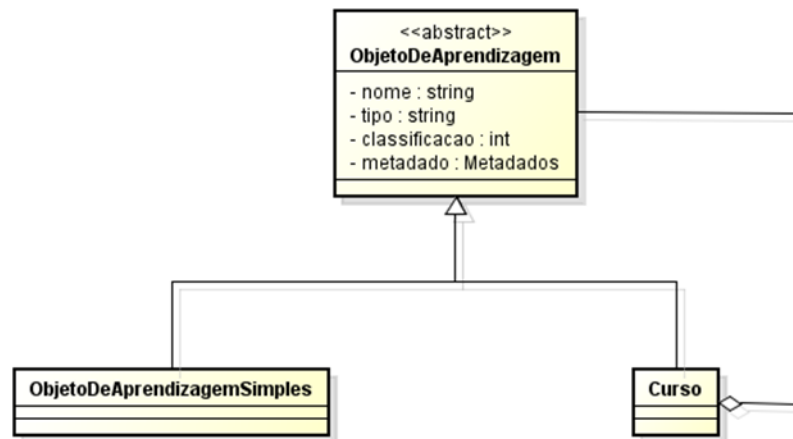 <<abstract>>
ObjetoDeAprendizagem
- nome : string
- tipo : string
- classificacao : int
- metadado : Metadados
ObjetoDeAprendizagemSimples
Curso